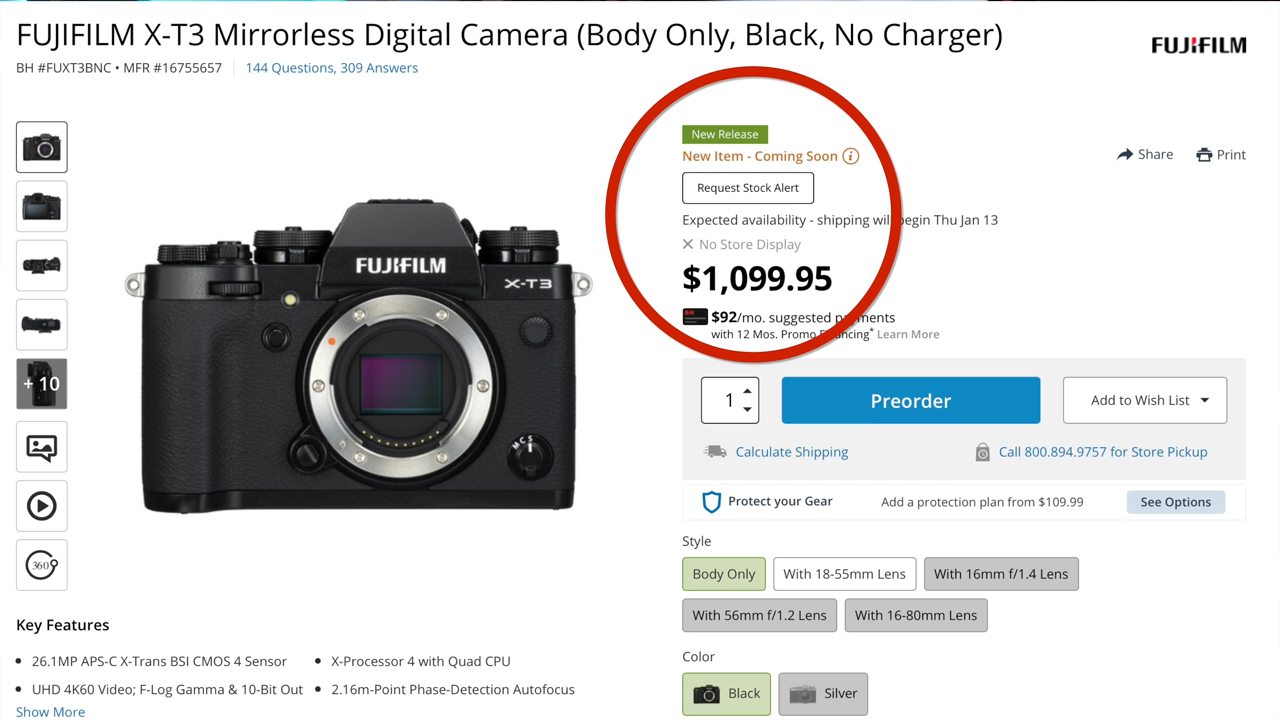 FUJIFILM X-T3 Mirrorless Digital Camera (Body Only, Black, No Charger)
FUJIFILM
BH #FUXT3BNC • MFR #16755657
144 Questions, 309 Answers
New Release
New Item - Coming Soon
Share
Print
Request Stock Alert
Expected availability - shipping will begin Thu Jan 13
No Store Display
$1,099.95
B&H
$92/mo. suggested payments
with 12 Mos. Promo Financing* Learn More
FUJIFILM
X-T3
M C S
+ 10
360
1
Preorder
Add to Wish List
Calculate Shipping
Call 800.894.9757 for Store Pickup
Protect your Gear
Add a protection plan from $109.99
See Options
Style
Body Only
With 18-55mm Lens
With 16mm f/1.4 Lens
With 56mm f/1.2 Lens
With 16-80mm Lens
Color
Black
Silver
Key Features
• 26.1MP APS-C X-Trans BSI CMOS 4 Sensor
• X-Processor 4 with Quad CPU
• UHD 4K60 Video; F-Log Gamma & 10-Bit Out
• 2.16m-Point Phase-Detection Autofocus
Show More